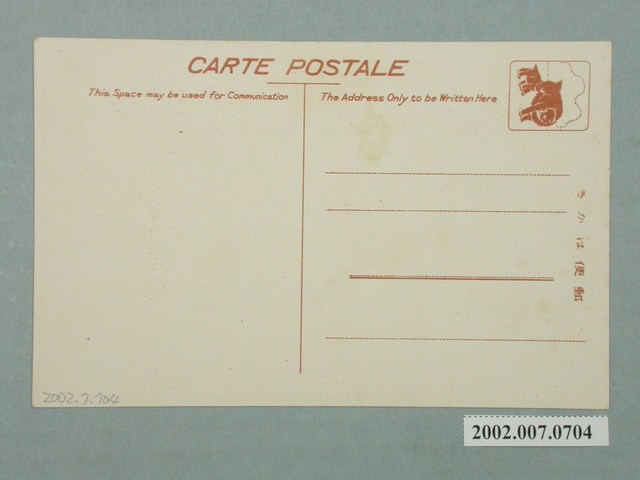 CARTE POSTALE
This Space may be used for Communication
The Address Only to be Written Here
きかは便郵
2002.7.704
2002.007.0704